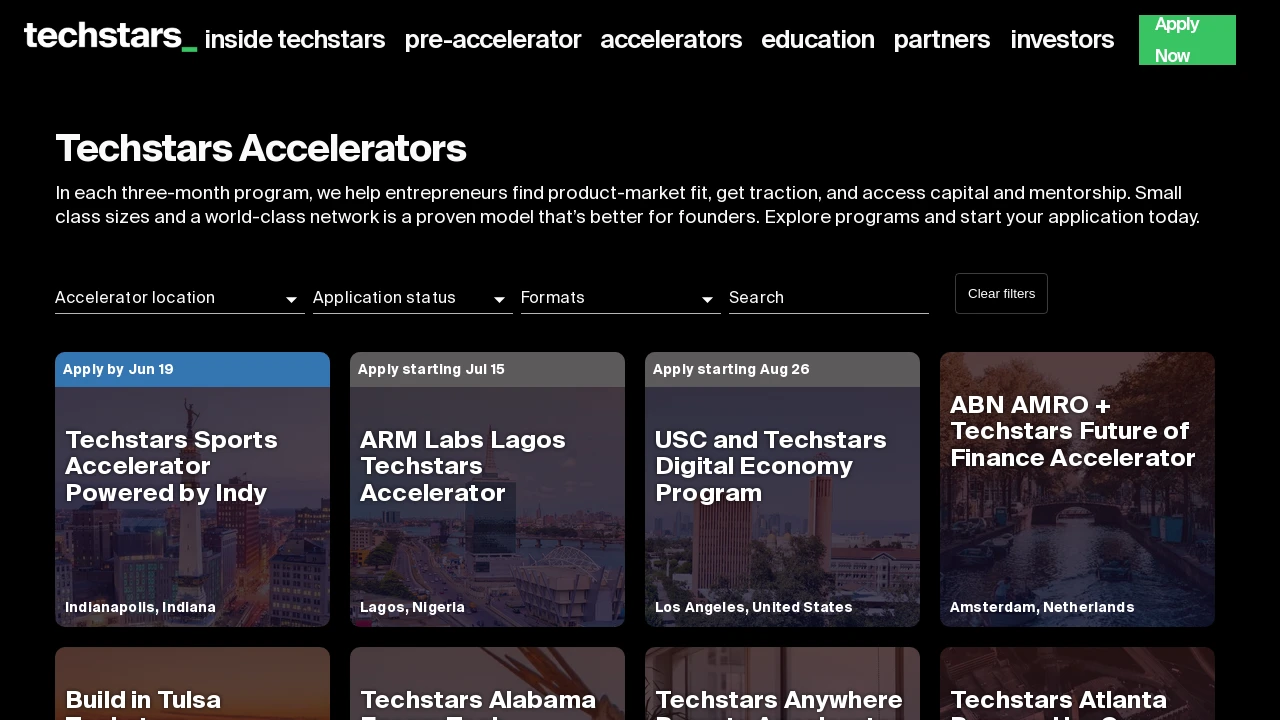 techstars_
inside techstars
pre-accelerator
accelerators
education
partners
investors
Apply
Now
Techstars Accelerators
In each three-month program, we help entrepreneurs find product-market fit, get traction, and access capital and mentorship. Small
class sizes and a world-class network is a proven model that's better for founders. Explore programs and start your application today.
Accelerator location
Application status
Formats
Search
Clear filters
Apply by Jun 19
Techstars Sports
Accelerator
Powered by Indy
Indianapolis, Indiana
Apply starting Jul 15
ARM Labs Lagos
Techstars
Accelerator
Lagos, Nigeria
Apply starting Aug 26
USC and Techstars
Digital Economy
Program
Los Angeles, United States
ABN AMRO +
Techstars Future of
Finance Accelerator
Amsterdam, Netherlands
Build in Tulsa
Techstars Alabama
Techstars Anywhere
Techstars Atlanta